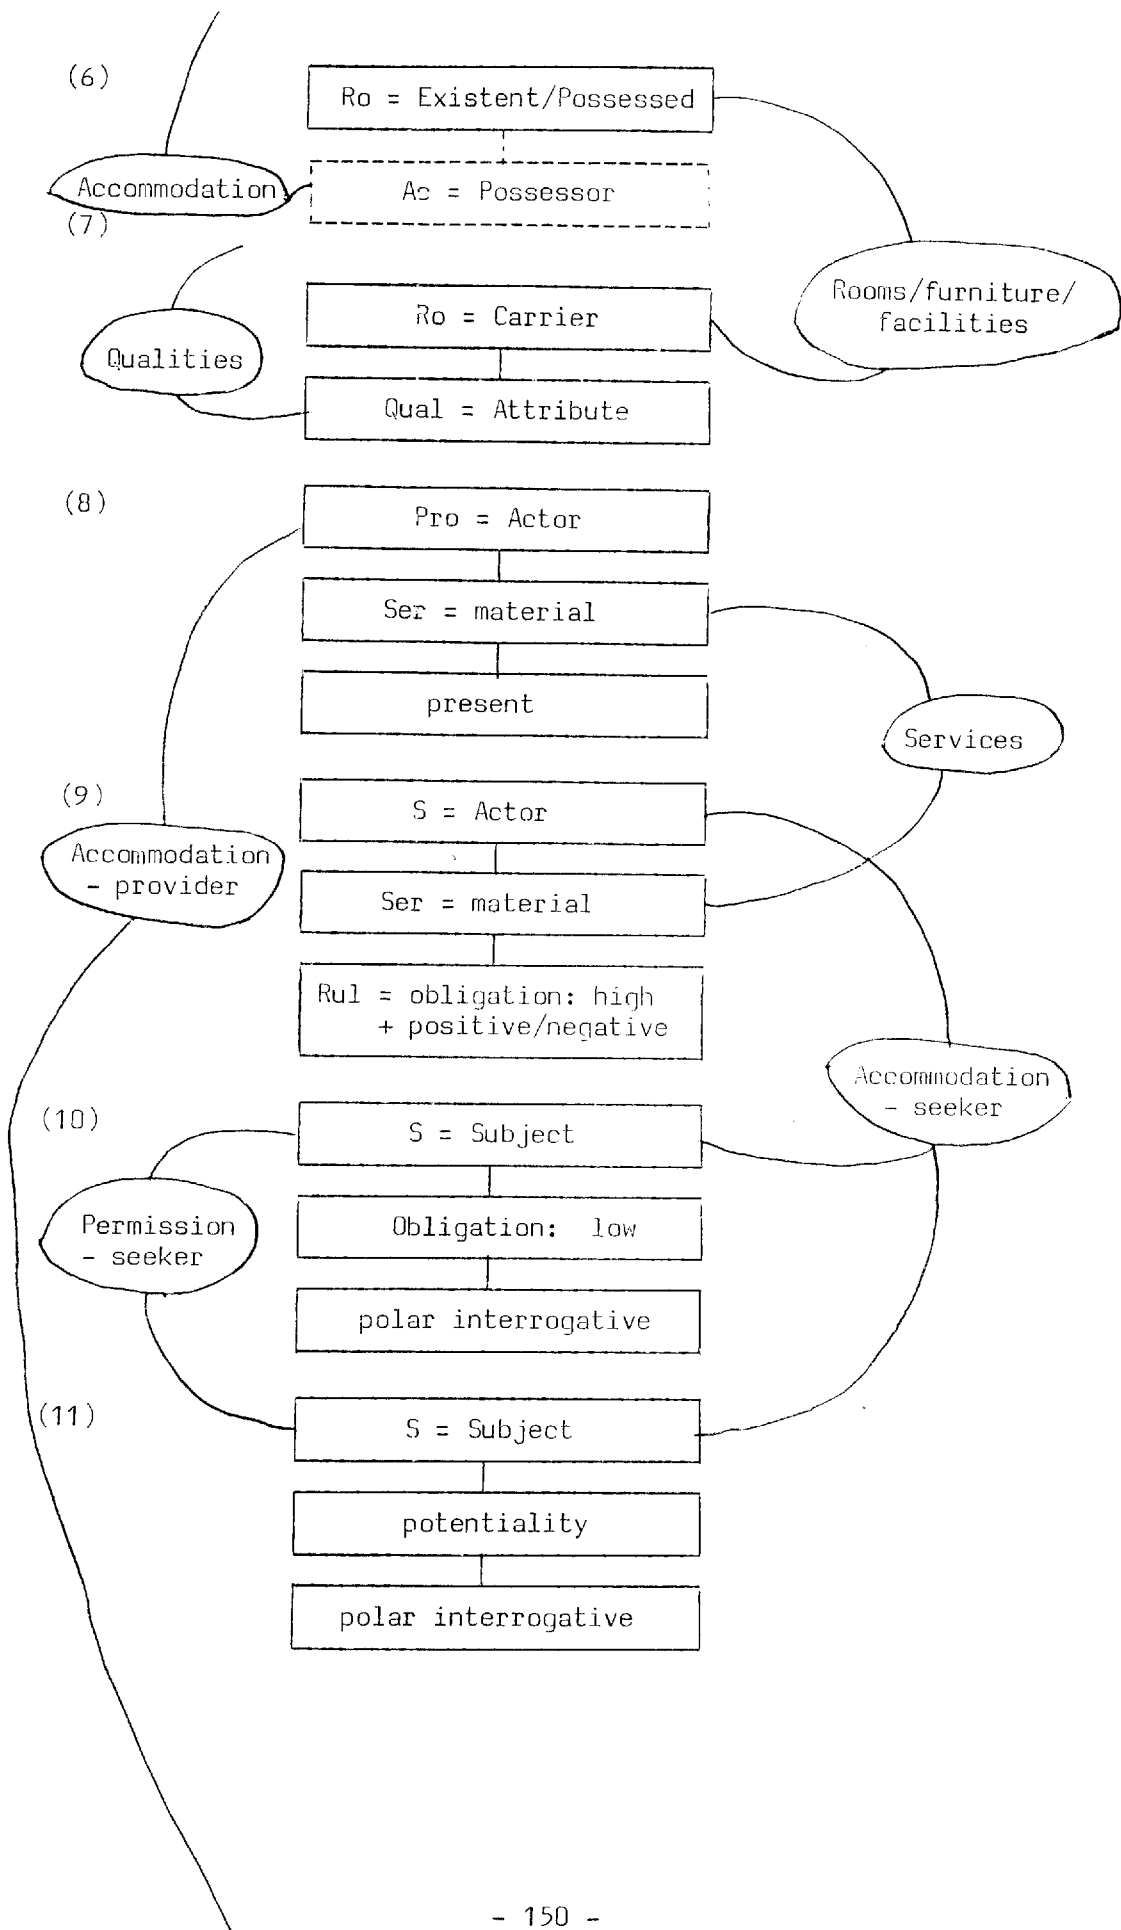 (6)
Ro = Existent/Possessed
Accommodation
Ac = Possessor
(7)
Rooms/furniture/
facilities
Ro = Carrier
Qualities
Qual = Attribute
(8)
Pro = Actor
Ser = material
present
Services
(9)
S = Actor
Accommodation
- provider
Ser = material
Rul = obligation: high
+ positive/negative
Accommodation
- seeker
(10)
S = Subject
Permission
- seeker
Obligation: low
polar interrogative
(11)
S = Subject
potentiality
polar interrogative
- 150 -